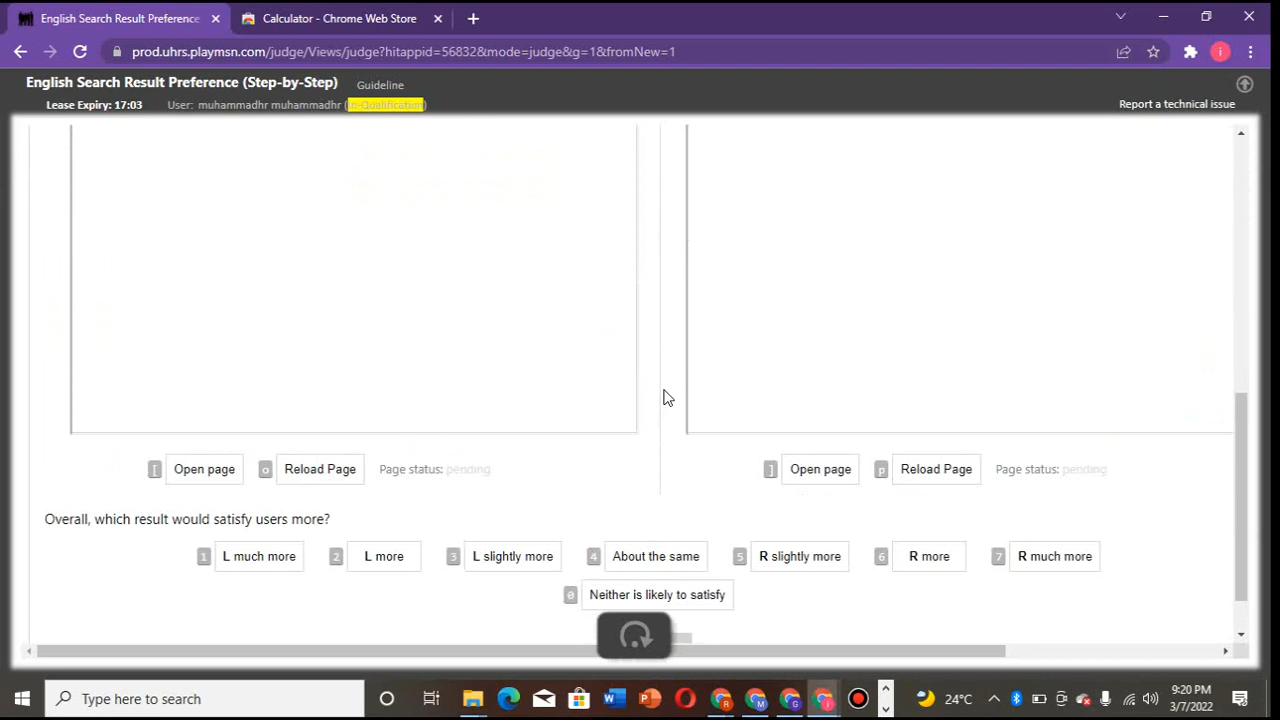 English Search Result Preference
Calculator - Chrome Web Store
prod.uhrs.playmsn.com/judge/Views/judge?hitappid=56832&mode=judge&g=1&fromNew=1
English Search Result Preference (Step-by-Step)
Guideline
Lease Expiry: 17:03
User: muhammadhr muhammadhr (In-Qualification)
Report a technical issue
[ Open page
o Reload Page
Page status: pending
] Open page
p Reload Page
Page status: pending
Overall, which result would satisfy users more?
1 L much more
2 L more
3 L slightly more
4 About the same
5 R slightly more
6 R more
7 R much more
0 Neither is likely to satisfy
Type here to search
24°C
9:20 PM
3/7/2022